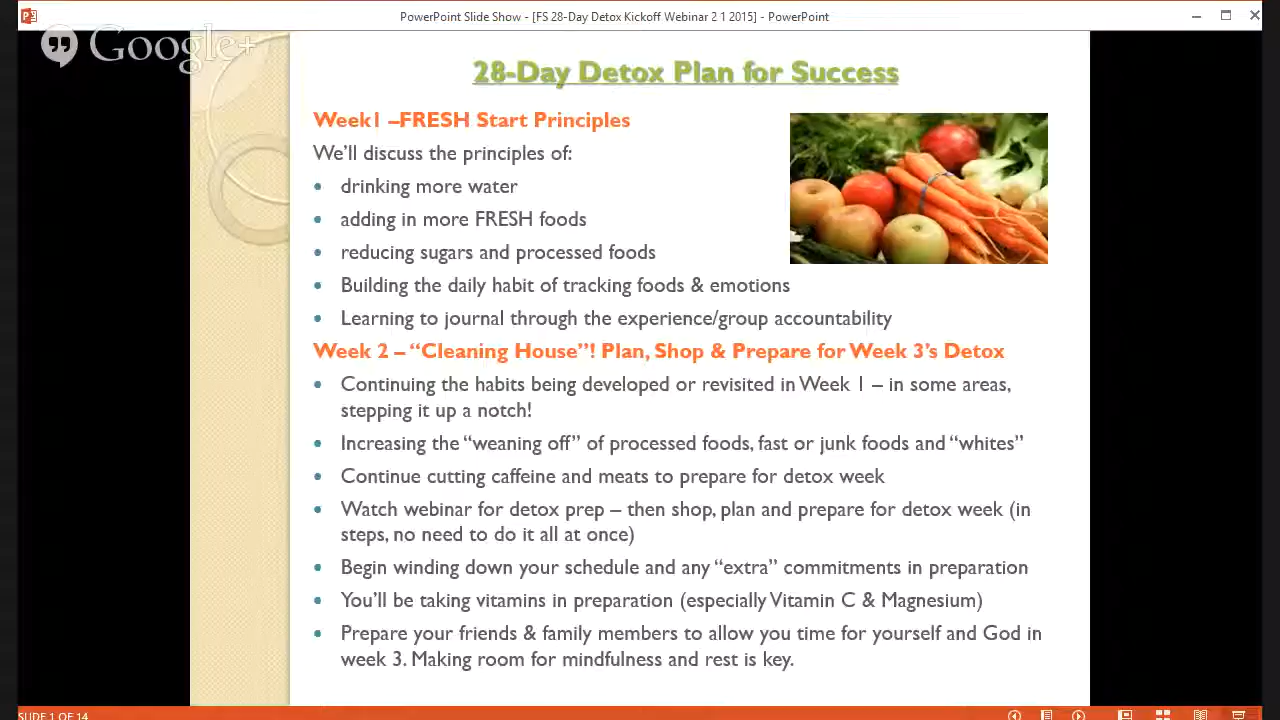 PowerPoint Slide Show - [FS 28-Day Detox Kickoff Webinar 2 1 2015] - PowerPoint
Google+
28-Day Detox Plan for Success
Week1 –FRESH Start Principles
We’ll discuss the principles of:
• drinking more water
• adding in more FRESH foods
• reducing sugars and processed foods
• Building the daily habit of tracking foods & emotions
• Learning to journal through the experience/group accountability
Week 2 – “Cleaning House”! Plan, Shop & Prepare for Week 3’s Detox
• Continuing the habits being developed or revisited in Week 1 – in some areas,
stepping it up a notch!
• Increasing the “weaning off” of processed foods, fast or junk foods and “whites”
• Continue cutting caffeine and meats to prepare for detox week
• Watch webinar for detox prep – then shop, plan and prepare for detox week (in
steps, no need to do it all at once)
• Begin winding down your schedule and any “extra” commitments in preparation
• You’ll be taking vitamins in preparation (especially Vitamin C & Magnesium)
• Prepare your friends & family members to allow you time for yourself and God in
week 3. Making room for mindfulness and rest is key.
SLIDE 1 OF 14